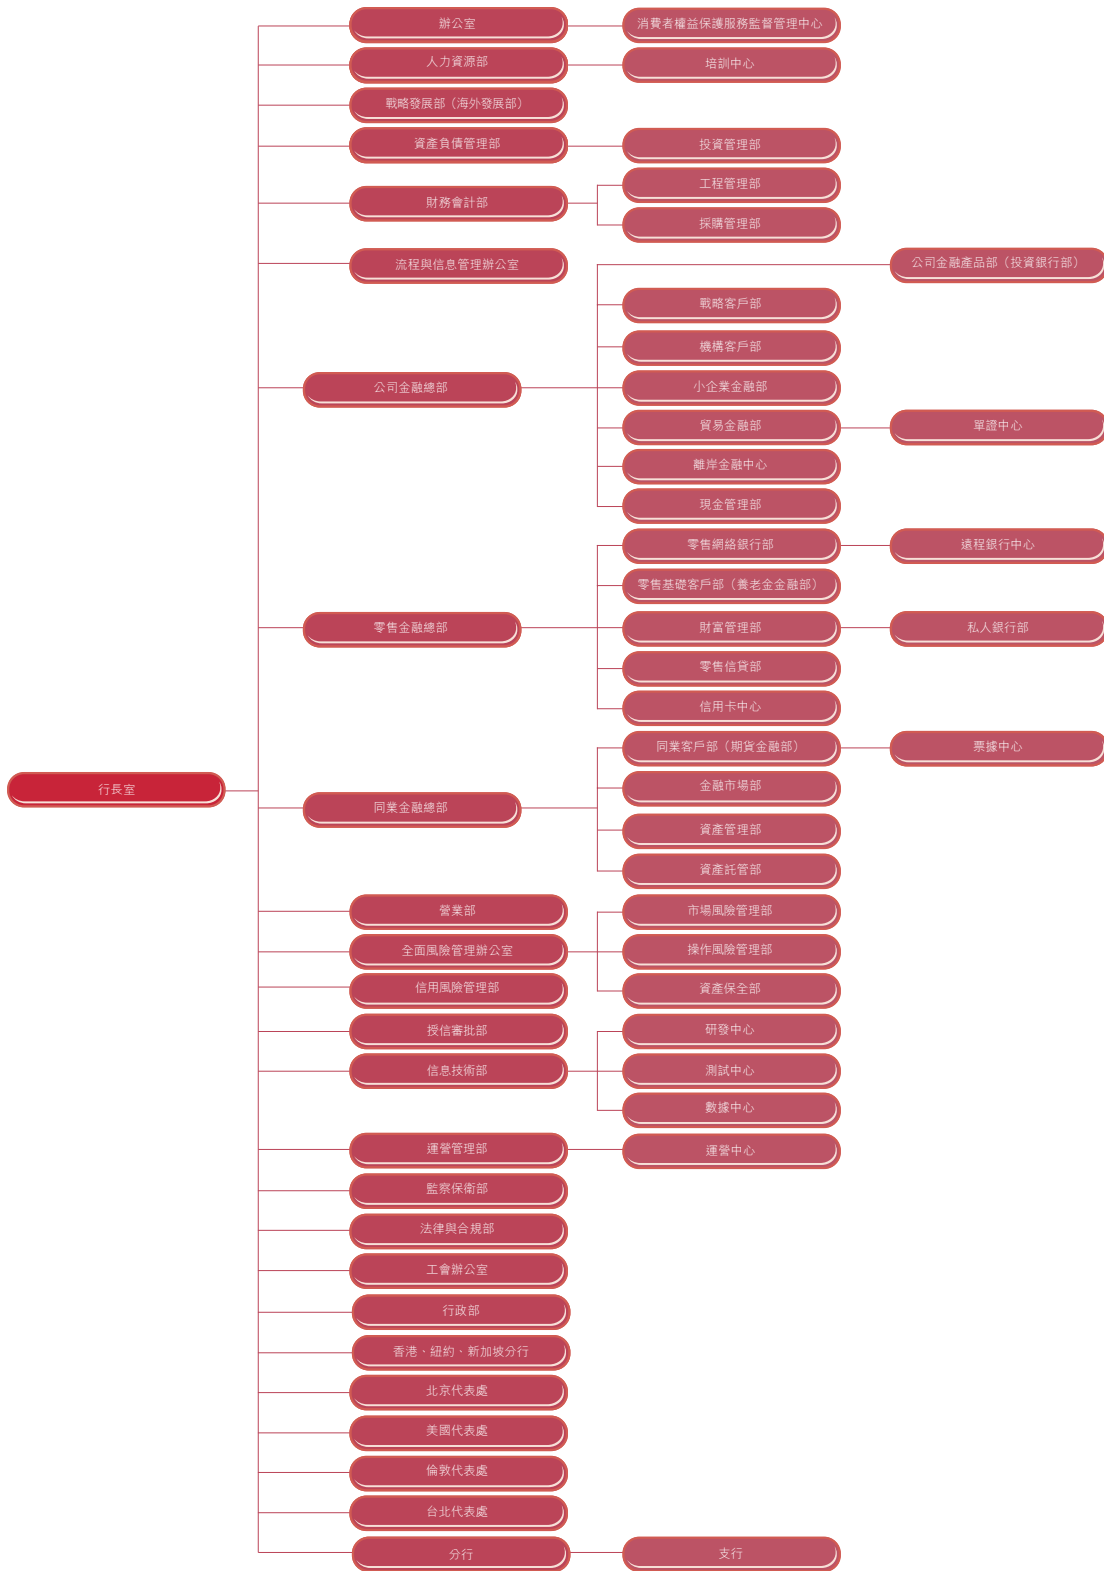 辦公室
消費者權益保護服務監督管理中心
人力資源部
培訓中心
戰略發展部（海外發展部）
資產負債管理部
投資管理部
財務會計部
工程管理部
採購管理部
流程與信息管理辦公室
公司金融總部
公司金融產品部（投資銀行部）
戰略客戶部
機構客戶部
小企業金融部
貿易金融部
單證中心
離岸金融中心
現金管理部
零售金融總部
零售網絡銀行部
遠程銀行中心
零售基礎客戶部（養老金金融部）
財富管理部
私人銀行部
零售信貸部
信用卡中心
行長室
同業金融總部
同業客戶部（期貨金融部）
票據中心
金融市場部
資產管理部
資產託管部
營業部
全面風險管理辦公室
市場風險管理部
操作風險管理部
資產保全部
信用風險管理部
授信審批部
信息技術部
研發中心
測試中心
數據中心
運營管理部
運營中心
監察保衛部
法律與合規部
工會辦公室
行政部
香港、紐約、新加坡分行
北京代表處
美國代表處
倫敦代表處
台北代表處
分行
支行